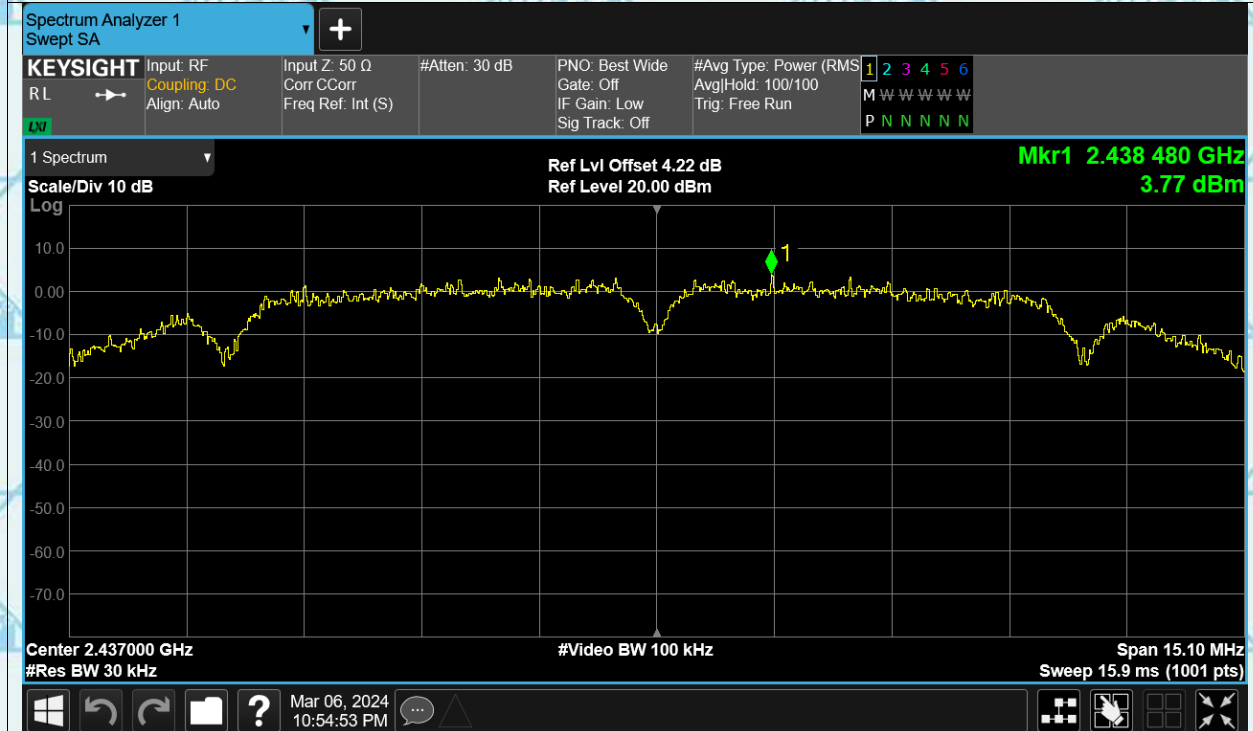 Spectrum Analyzer 1
Swept SA
+
KEYSIGHT
RL
LXI
Input: RF
Coupling: DC
Align: Auto
Input Z: 50 Ω
Corr CCorr
Freq Ref: Int (S)
#Atten: 30 dB
PNO: Best Wide
Gate: Off
IF Gain: Low
Sig Track: Off
#Avg Type: Power (RMS
Avg|Hold: 100/100
Trig: Free Run
1 2 3 4 5 6
M W W W W W
P N N N N N
1 Spectrum
Scale/Div 10 dB
Log
Ref Lvl Offset 4.22 dB
Ref Level 20.00 dBm
Mkr1 2.438 480 GHz
3.77 dBm
1
10.0
0.00
-10.0
-20.0
-30.0
-40.0
-50.0
-60.0
-70.0
Center 2.437000 GHz
#Video BW 100 kHz
Span 15.10 MHz
#Res BW 30 kHz
Sweep 15.9 ms (1001 pts)
?
Mar 06, 2024
10:54:53 PM